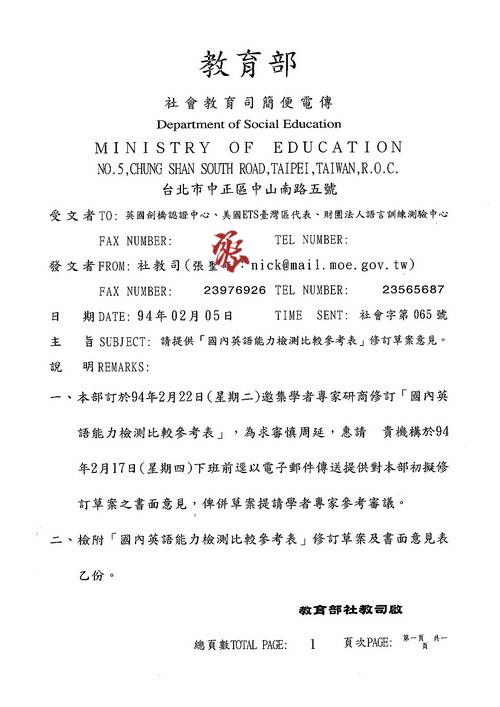 教育部
社會教育司簡便電傳
Department of Social Education
MINISTRY OF EDUCATION
NO.5,CHUNG SHAN SOUTH ROAD,TAIPEI,TAIWAN,R.O.C.
台北市中正區中山南路五號
受文者TO: 英國劍橋認證中心、美國ETS臺灣區代表、財團法人語言訓練測驗中心
FAX NUMBER: TEL NUMBER:
發文者FROM: 社教司(張聖 :nick@mail.moe.gov.tw)
FAX NUMBER: 23976926 TEL NUMBER: 23565687
日 期DATE: 94年02月05日 TIME SENT: 社會字第065號
主 旨SUBJECT: 請提供「國內英語能力檢測比較參考表」修訂草案意見。
說 明REMARKS:
一、本部訂於94年2月22日(星期二)邀集學者專家研商修訂「國內英
語能力檢測比較參考表」，為求審慎周延，惠請 貴機構於94
年2月17日(星期四)下班前逕以電子郵件傳送提供對本部初擬修
訂草案之書面意見，俾併草案提請學者專家參考審議。
二、檢附「國內英語能力檢測比較參考表」修訂草案及書面意見表
乙份。
教育部社教司啟
總頁數TOTAL PAGE: 1 頁次PAGE: 第一頁 共一頁